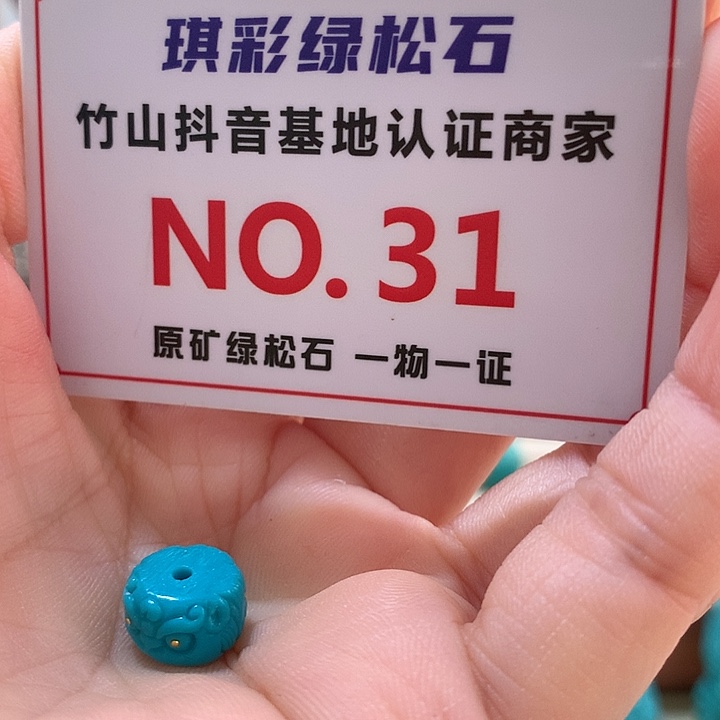 琪彩绿松石
竹山抖音基地认证商家
NO.31
原矿绿松石 一物一证